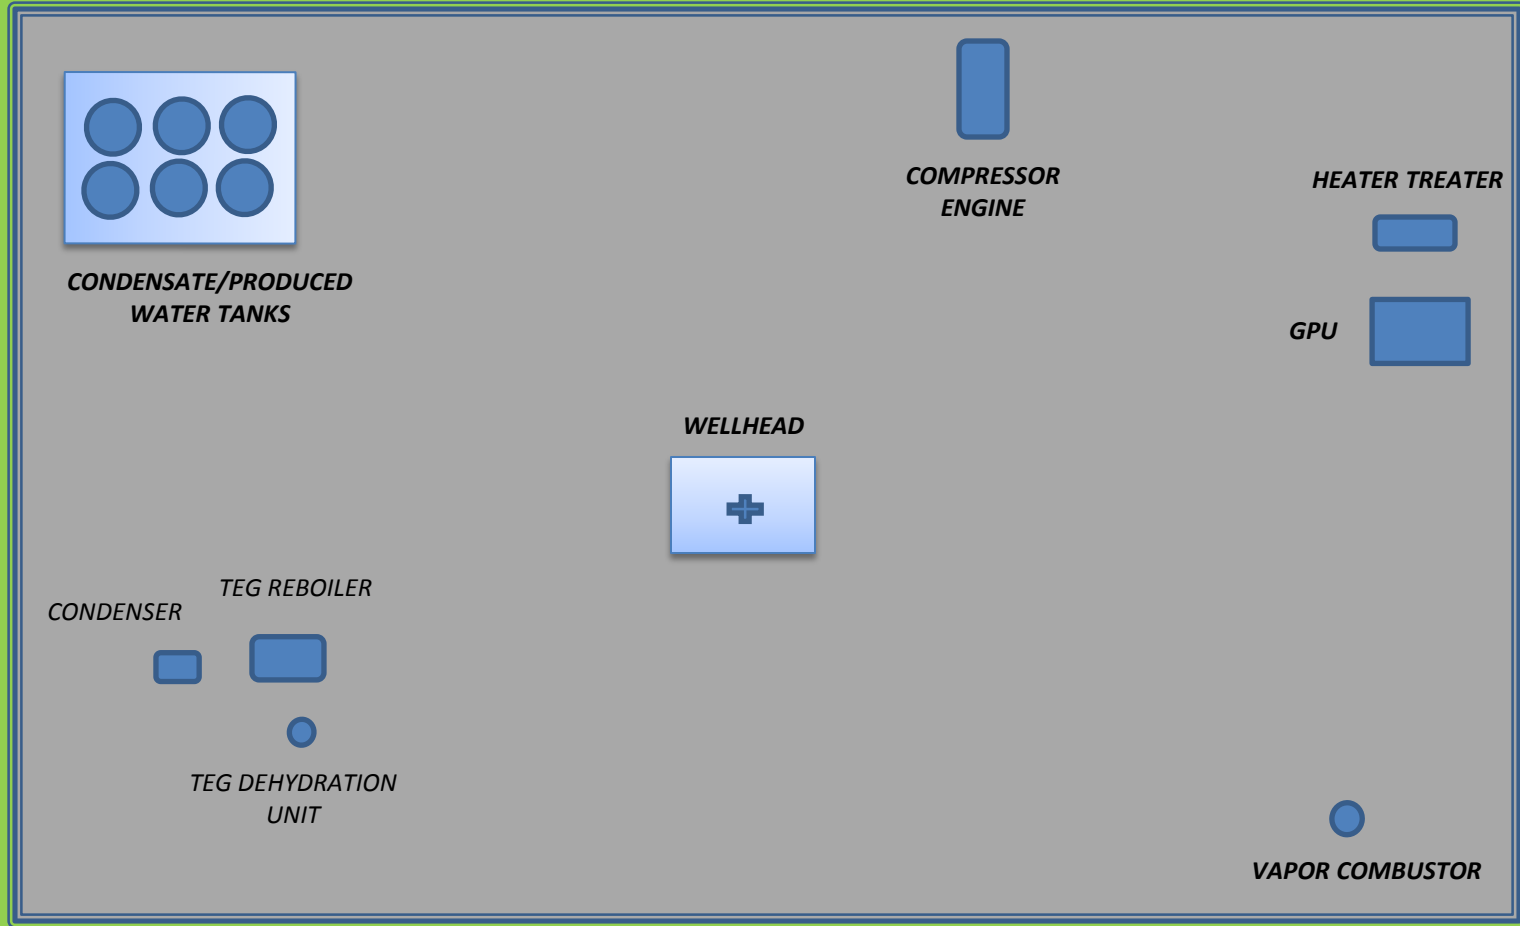 COMPRESSOR
ENGINE
HEATER TREATER
CONDENSATE/PRODUCED
WATER TANKS
GPU
WELLHEAD
TEG REBOILER
CONDENSER
TEG DEHYDRATION
UNIT
VAPOR COMBUSTOR